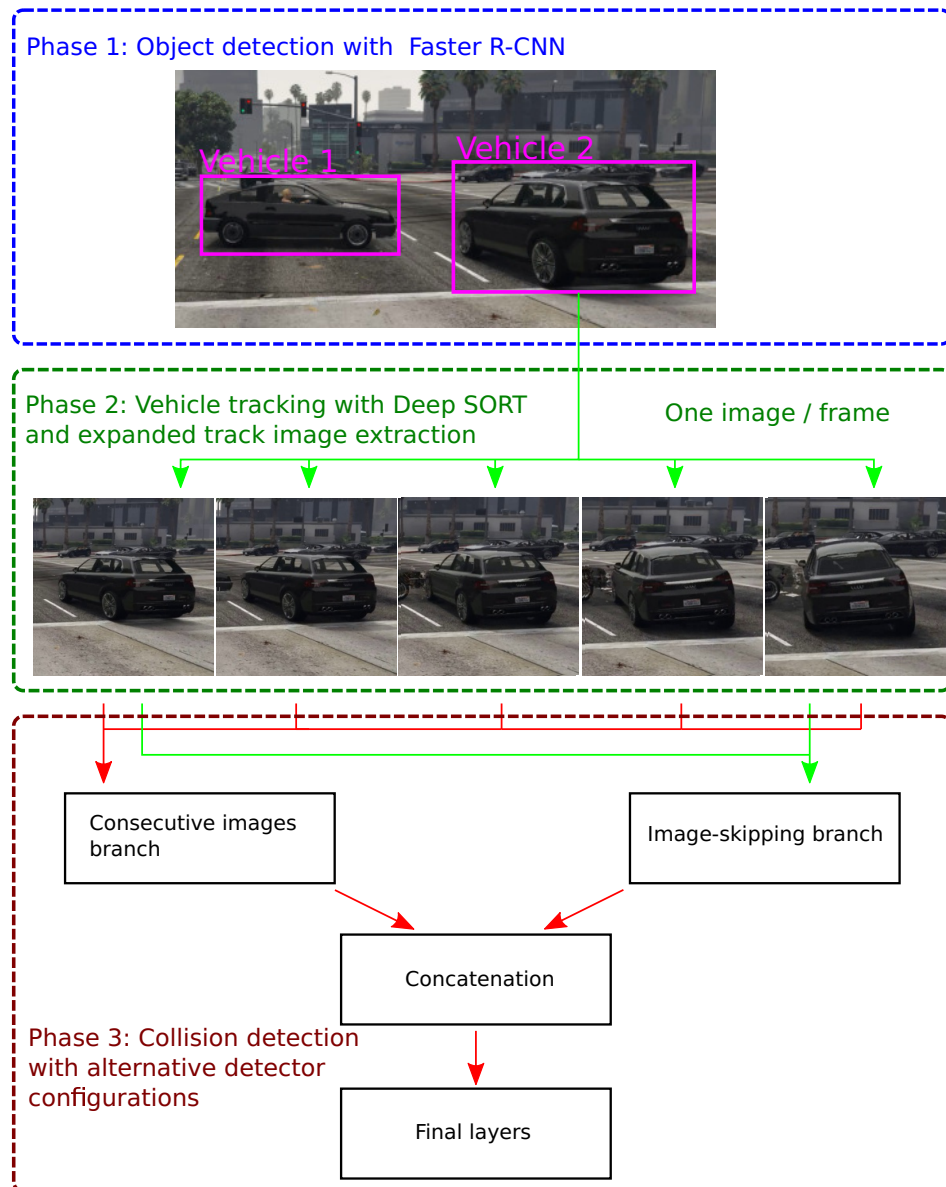 Phase 1: Object detection with Faster R-CNN
Vehicle 1
Vehicle 2
Phase 2: Vehicle tracking with Deep SORT
and expanded track image extraction
One image / frame
Consecutive images
branch
Image-skipping branch
Concatenation
Phase 3: Collision detection
with alternative detector
configurations
Final layers